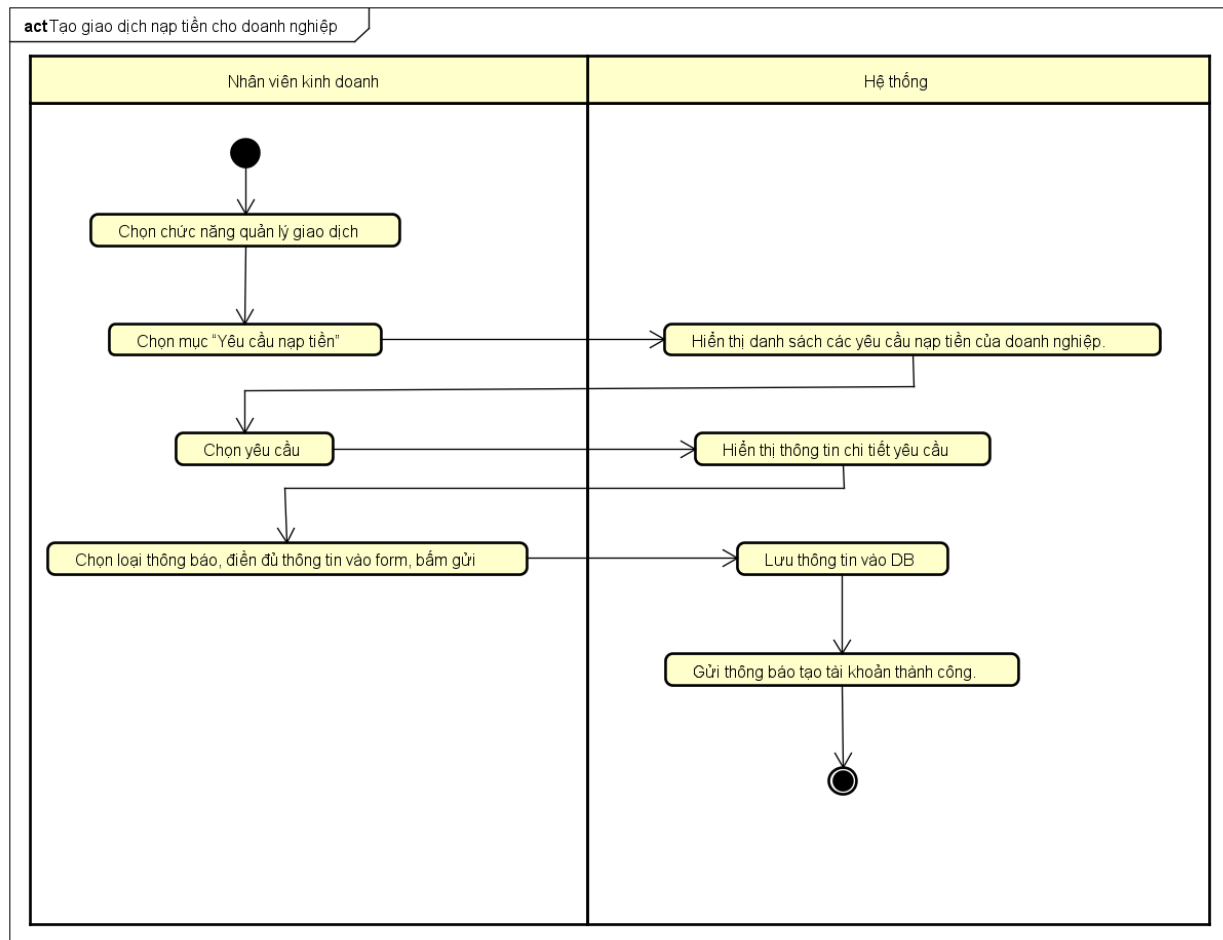 act Tạo giao dịch nạp tiền cho doanh nghiệp
Nhân viên kinh doanh
Hệ thống
Chọn chức năng quản lý giao dịch
Chọn mục “Yêu cầu nạp tiền”
Hiển thị danh sách các yêu cầu nạp tiền của doanh nghiệp.
Chọn yêu cầu
Hiển thị thông tin chi tiết yêu cầu
Chọn loại thông báo, điền đủ thông tin vào form, bấm gửi
Lưu thông tin vào DB
Gửi thông báo tạo tài khoản thành công.